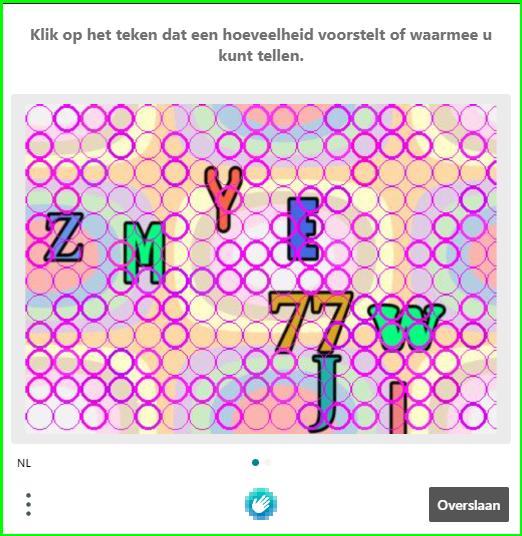 Klik op het teken dat een hoeveelheid voorstelt of waarmee u
kunt tellen.
Y
Z
M
E
77
W
J
NL
Overslaan